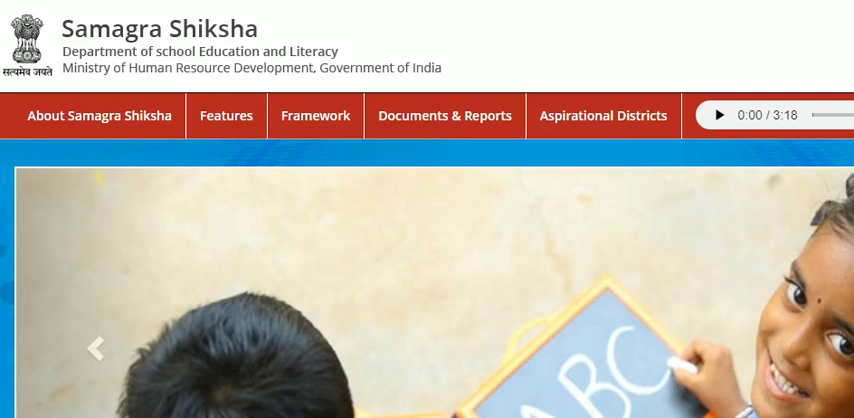 Samagra Shiksha
Department of school Education and Literacy
Ministry of Human Resource Development, Government of India
सत्यमेव जयते
About Samagra Shiksha
Features
Framework
Documents & Reports
Aspirational Districts
0:00 / 3:18
ABC